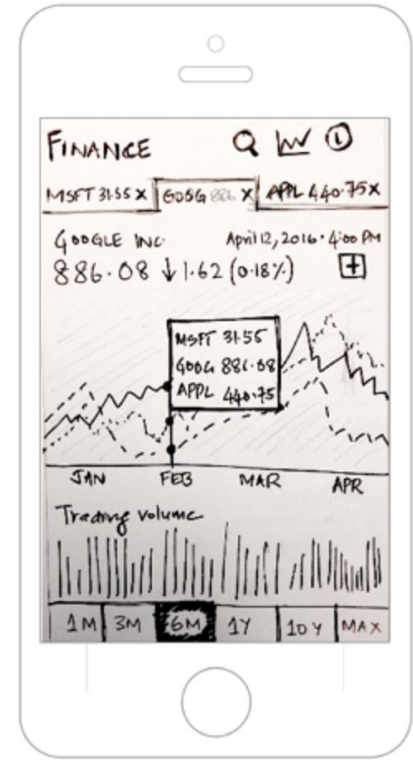 FINANCE
MSFT 31.55 X GOOG 886 X APPL 440.75 X
GOOGLE INC. April 12, 2016 · 4:00 PM
886.08 ↓ 1.62 (0.18%) +
MSFT 31.55
GOOG 886.08
APPL 440.75
JAN FEB MAR APR
Trading volume
1M 3M 6M 1Y 10Y MAX